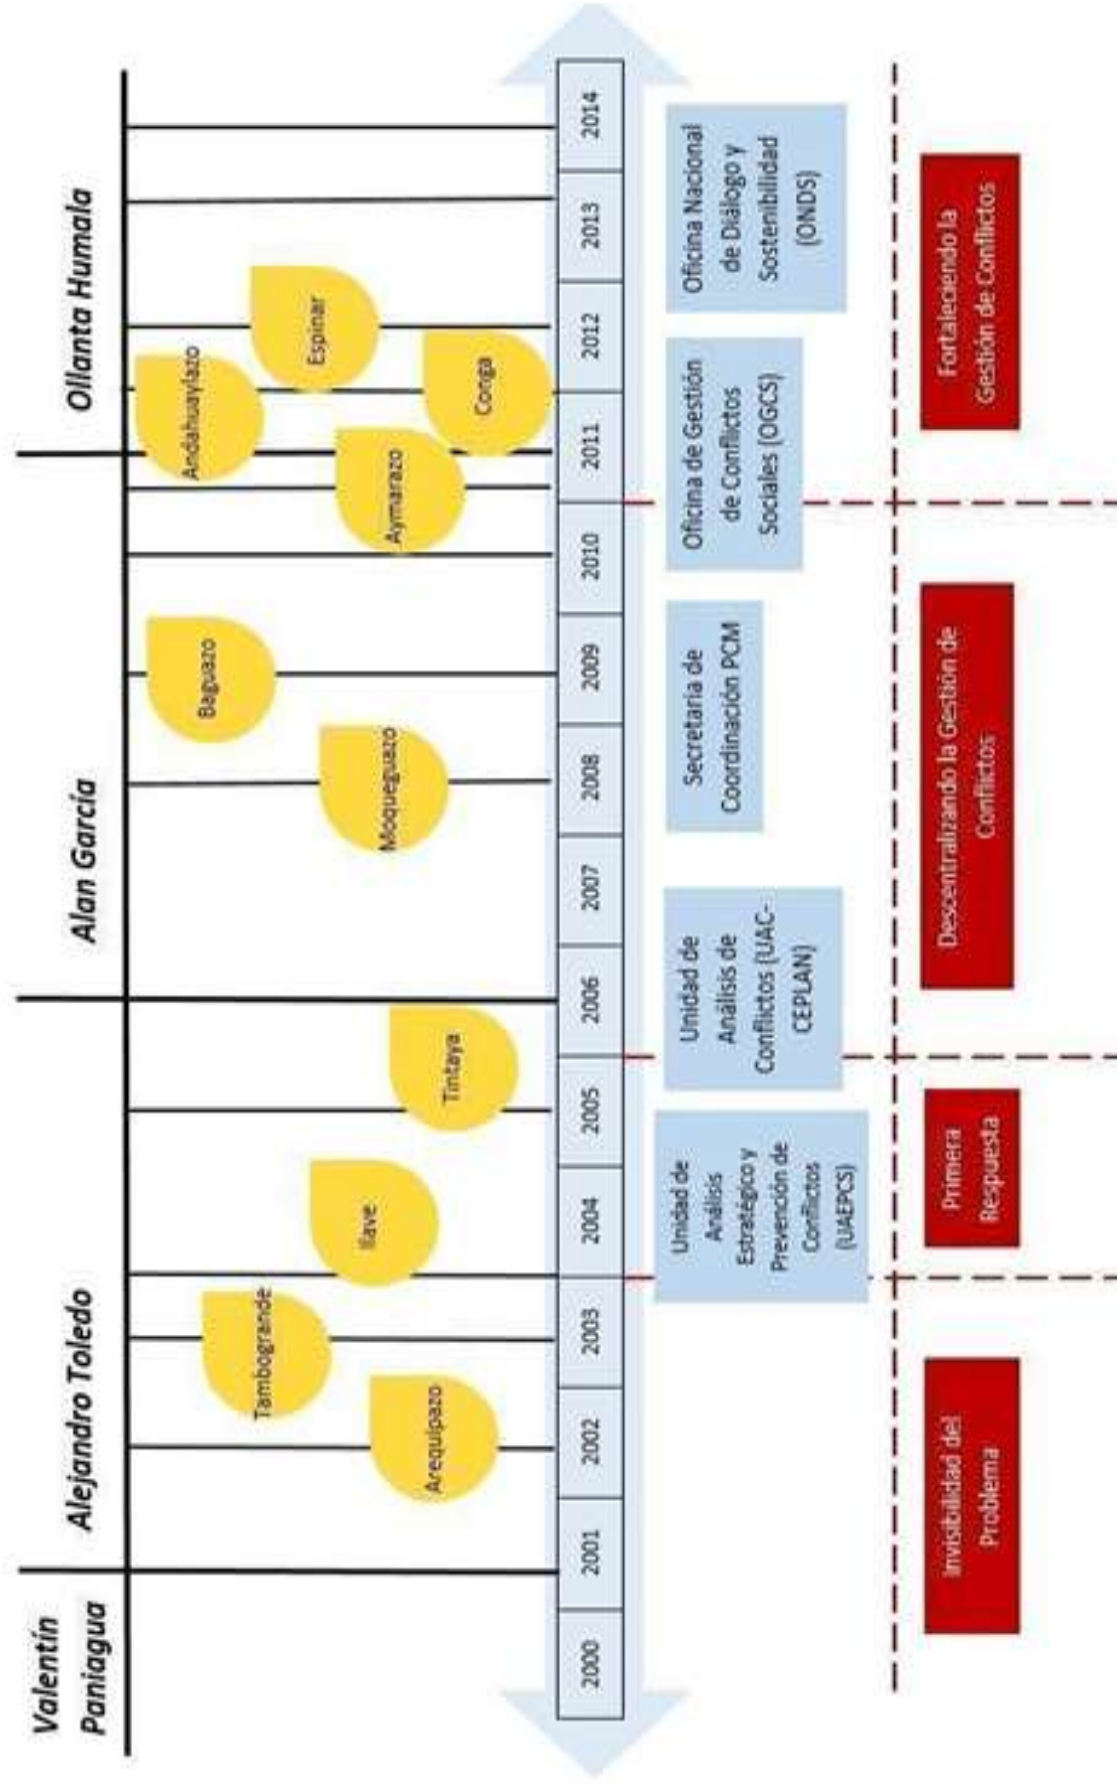 Valentín
Paniagua
Alejandro Toledo
Alan García
Ollanta Humala
Arequipazo
Tambogrande
Ilave
Tintaya
Moqueguazo
Baguazo
Aymarazo
Andahuaylazo
Conga
Espinar
2000
2001
2002
2003
2004
2005
2006
2007
2008
2009
2010
2011
2012
2013
2014
Unidad de
Análisis
Estratégico y
Prevención de
Conflictos
(UAEPCS)
Unidad de
Análisis de
Conflictos (UAC-
CEPLAN)
Secretaria de
Coordinación PCM
Oficina de Gestión
de Conflictos
Sociales (OGCS)
Oficina Nacional
de Diálogo y
Sostenibilidad
(ONDS)
Invisibilidad del
Problema
Primera
Respuesta
Descentralizando la Gestión de
Conflictos
Fortaleciendo la
Gestión de Conflictos